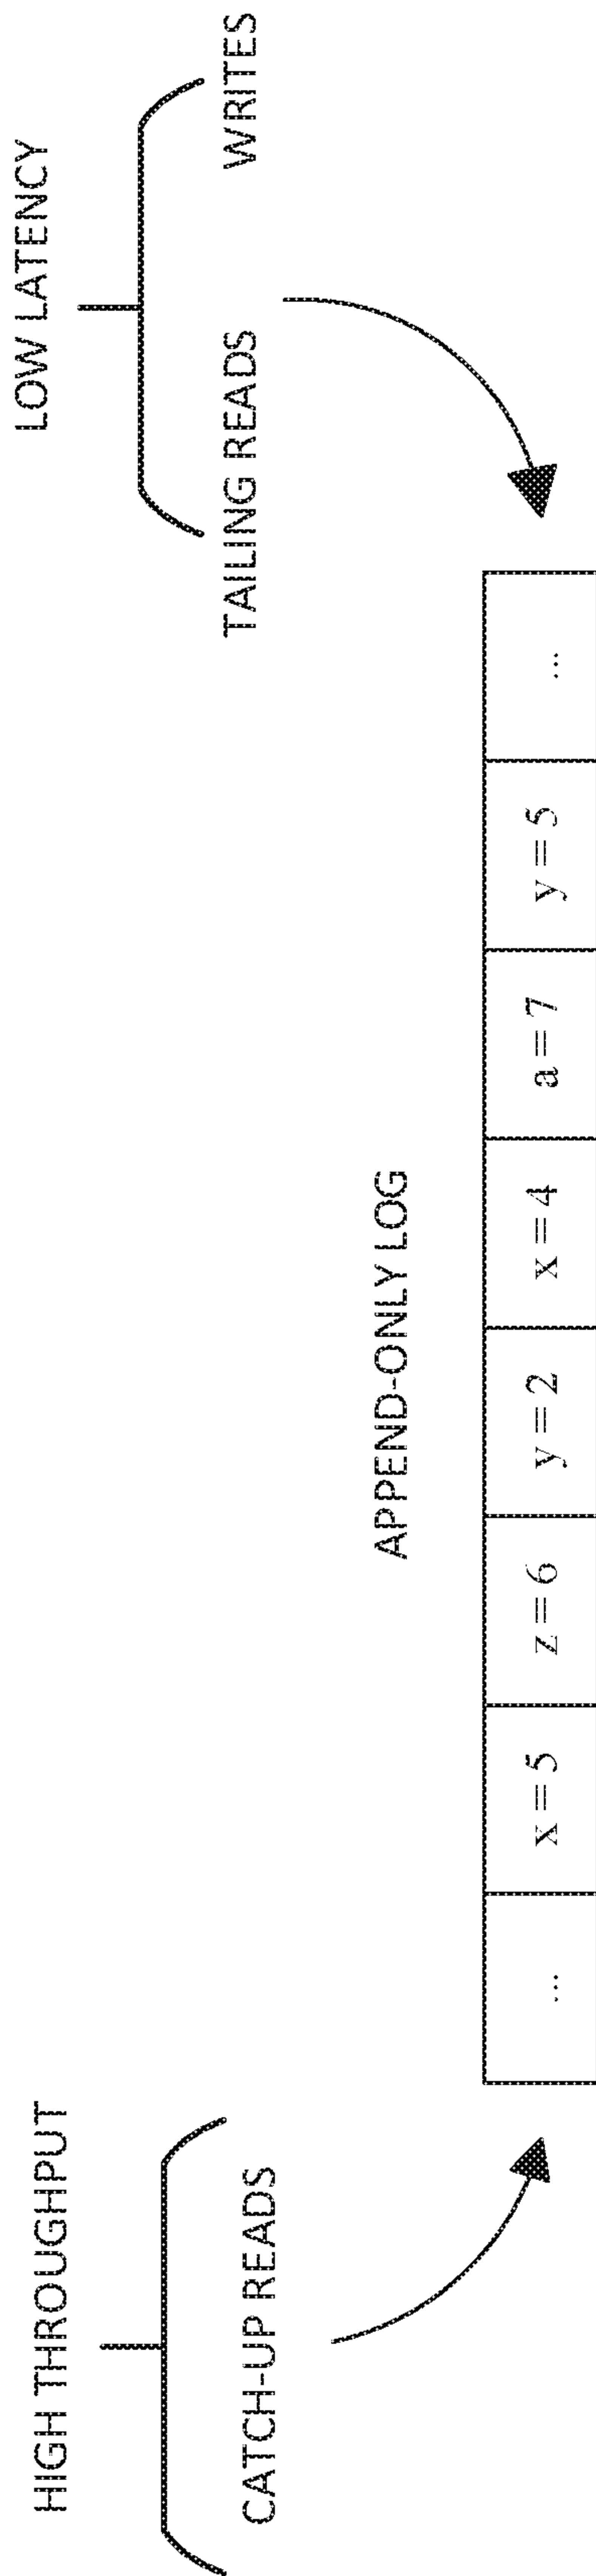 HIGH THROUGHPUT
CATCH-UP READS
LOW LATENCY
TAILING READS WRITES
APPEND-ONLY LOG
... x = 5 z = 6 y = 2 x = 4 a = 7 y = 5 ...